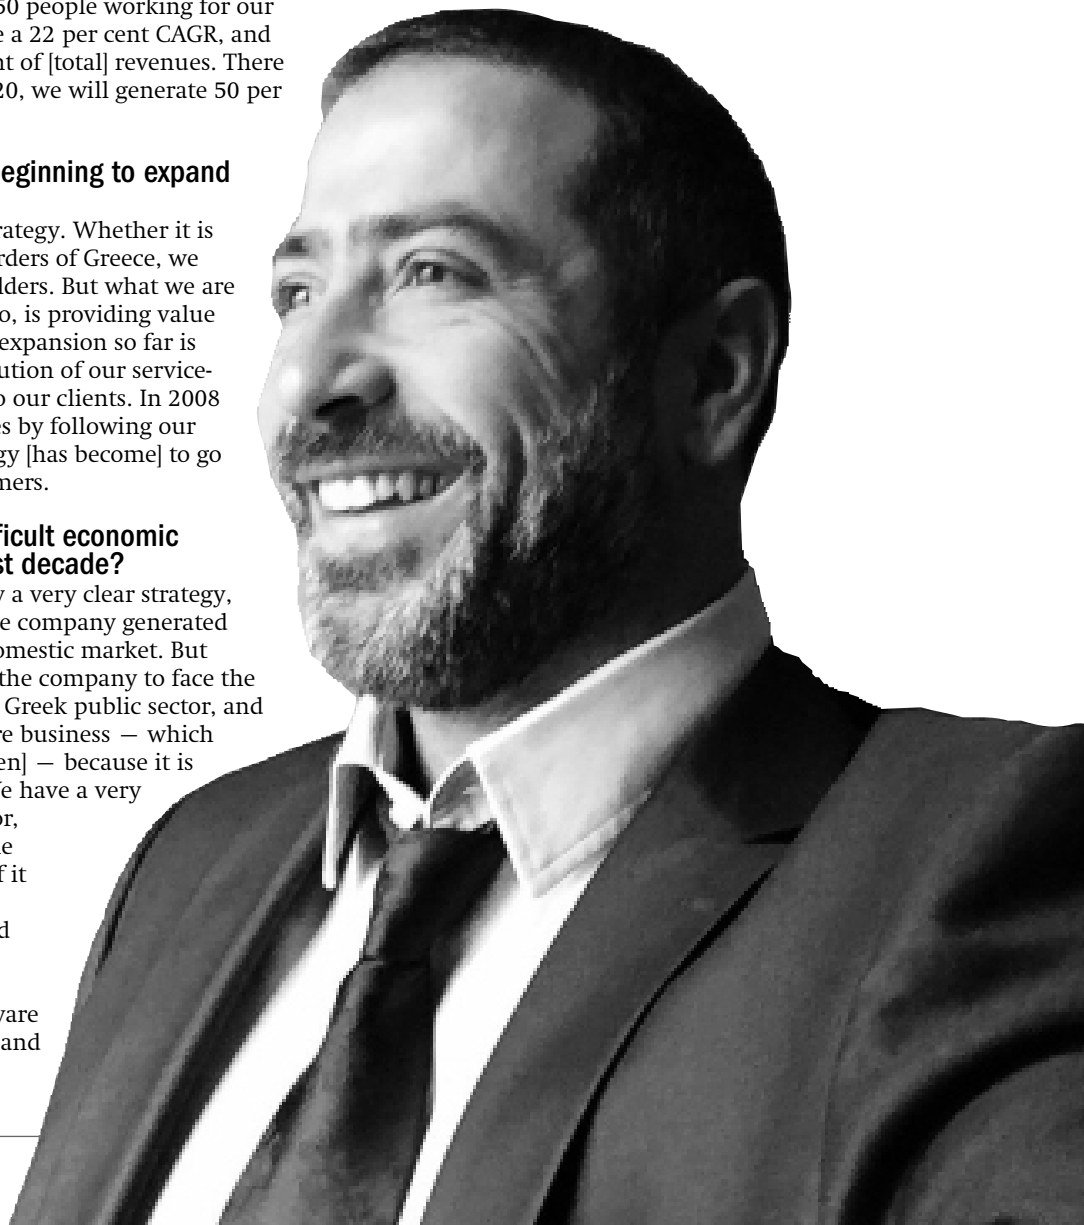 50 people working for our
e a 22 per cent CAGR, and
nt of [total] revenues. There
20, we will generate 50 per
eginning to expand
rategy. Whether it is
rders of Greece, we
lders. But what we are
o, is providing value
expansion so far is
ution of our service-
o our clients. In 2008
es by following our
gy [has become] to go
mers.
ficult economic
st decade?
y a very clear strategy,
e company generated
omestic market. But
the company to face the
Greek public sector, and
re business — which
en] — because it is
e have a very
or,
e
f it
d
ware
and